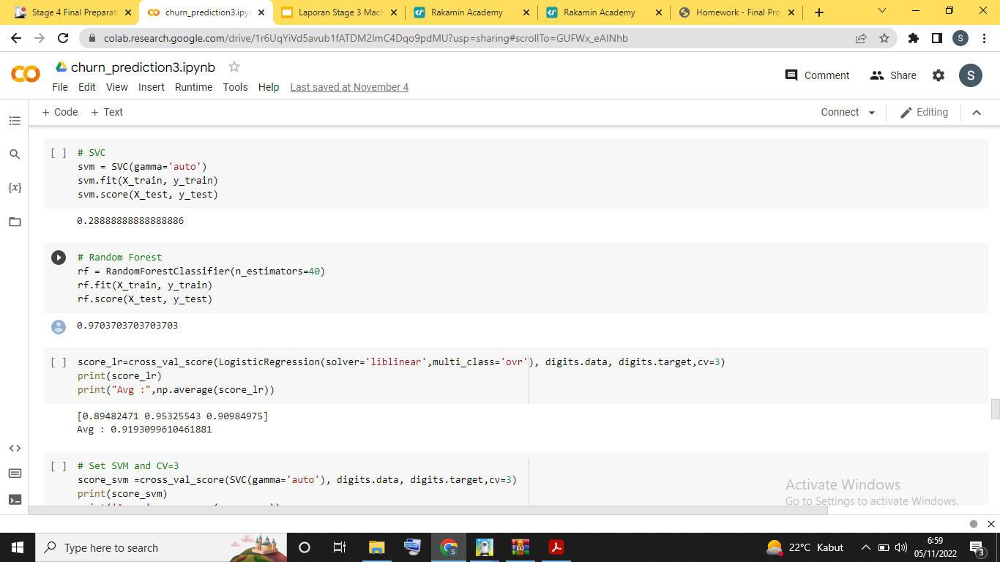 Stage 4 Final Preparati
churn_prediction3.ipyn
Laporan Stage 3 Mach
Rakamin Academy
Rakamin Academy
Homework - Final Pro
colab.research.google.com/drive/1r6UqYiVd5avub1fATDM2ImC4Dqo9pdMU?usp=sharing#scrollTo=GUFWx_eAINhb
S
churn_prediction3.ipynb
File Edit View Insert Runtime Tools Help Last saved at November 4
Comment Share S
+ Code + Text
Connect Editing
[ ] # SVC
svm = SVC(gamma='auto')
svm.fit(X_train, y_train)
svm.score(X_test, y_test)
0.28888888888888886
# Random Forest
rf = RandomForestClassifier(n_estimators=40)
rf.fit(X_train, y_train)
rf.score(X_test, y_test)
0.9703703703703703
[ ] score_lr=cross_val_score(LogisticRegression(solver='liblinear',multi_class='ovr'), digits.data, digits.target,cv=3)
print(score_lr)
print("Avg :",np.average(score_lr))
[0.89482471 0.95325543 0.90984975]
Avg : 0.9193099610461881
[ ] # Set SVM and CV=3
score_svm =cross_val_score(SVC(gamma='auto'), digits.data, digits.target,cv=3)
print(score_svm)
{x}
Activate Windows
Go to Settings to activate Windows.
Type here to search
22°C Kabut
6:59
05/11/2022
3